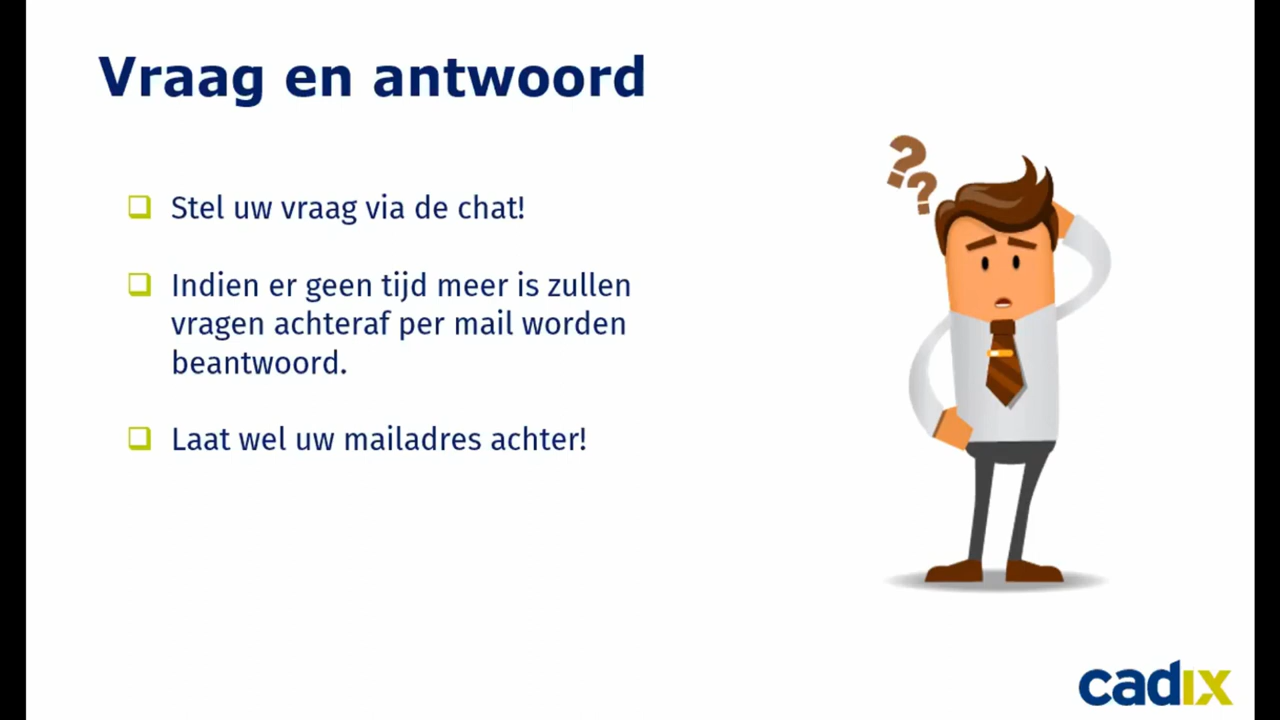 Vraag en antwoord
Stel uw vraag via de chat!
Indien er geen tijd meer is zullen
vragen achteraf per mail worden
beantwoord.
Laat wel uw mailadres achter!
??
cadix